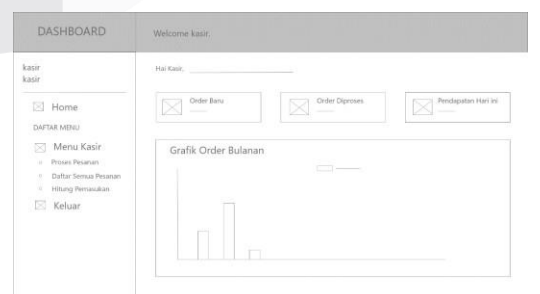 DASHBOARD
Welcome kasir.
kasir
kasir
Home
DAFTAR MENU
Menu Kasir
Proses Pesanan
Daftar Semua Pesanan
Hitung Pemasukan
Keluar
Hai Kasir,
Order Baru
Order Diproses
Pendapatan Hari ini
Grafik Order Bulanan